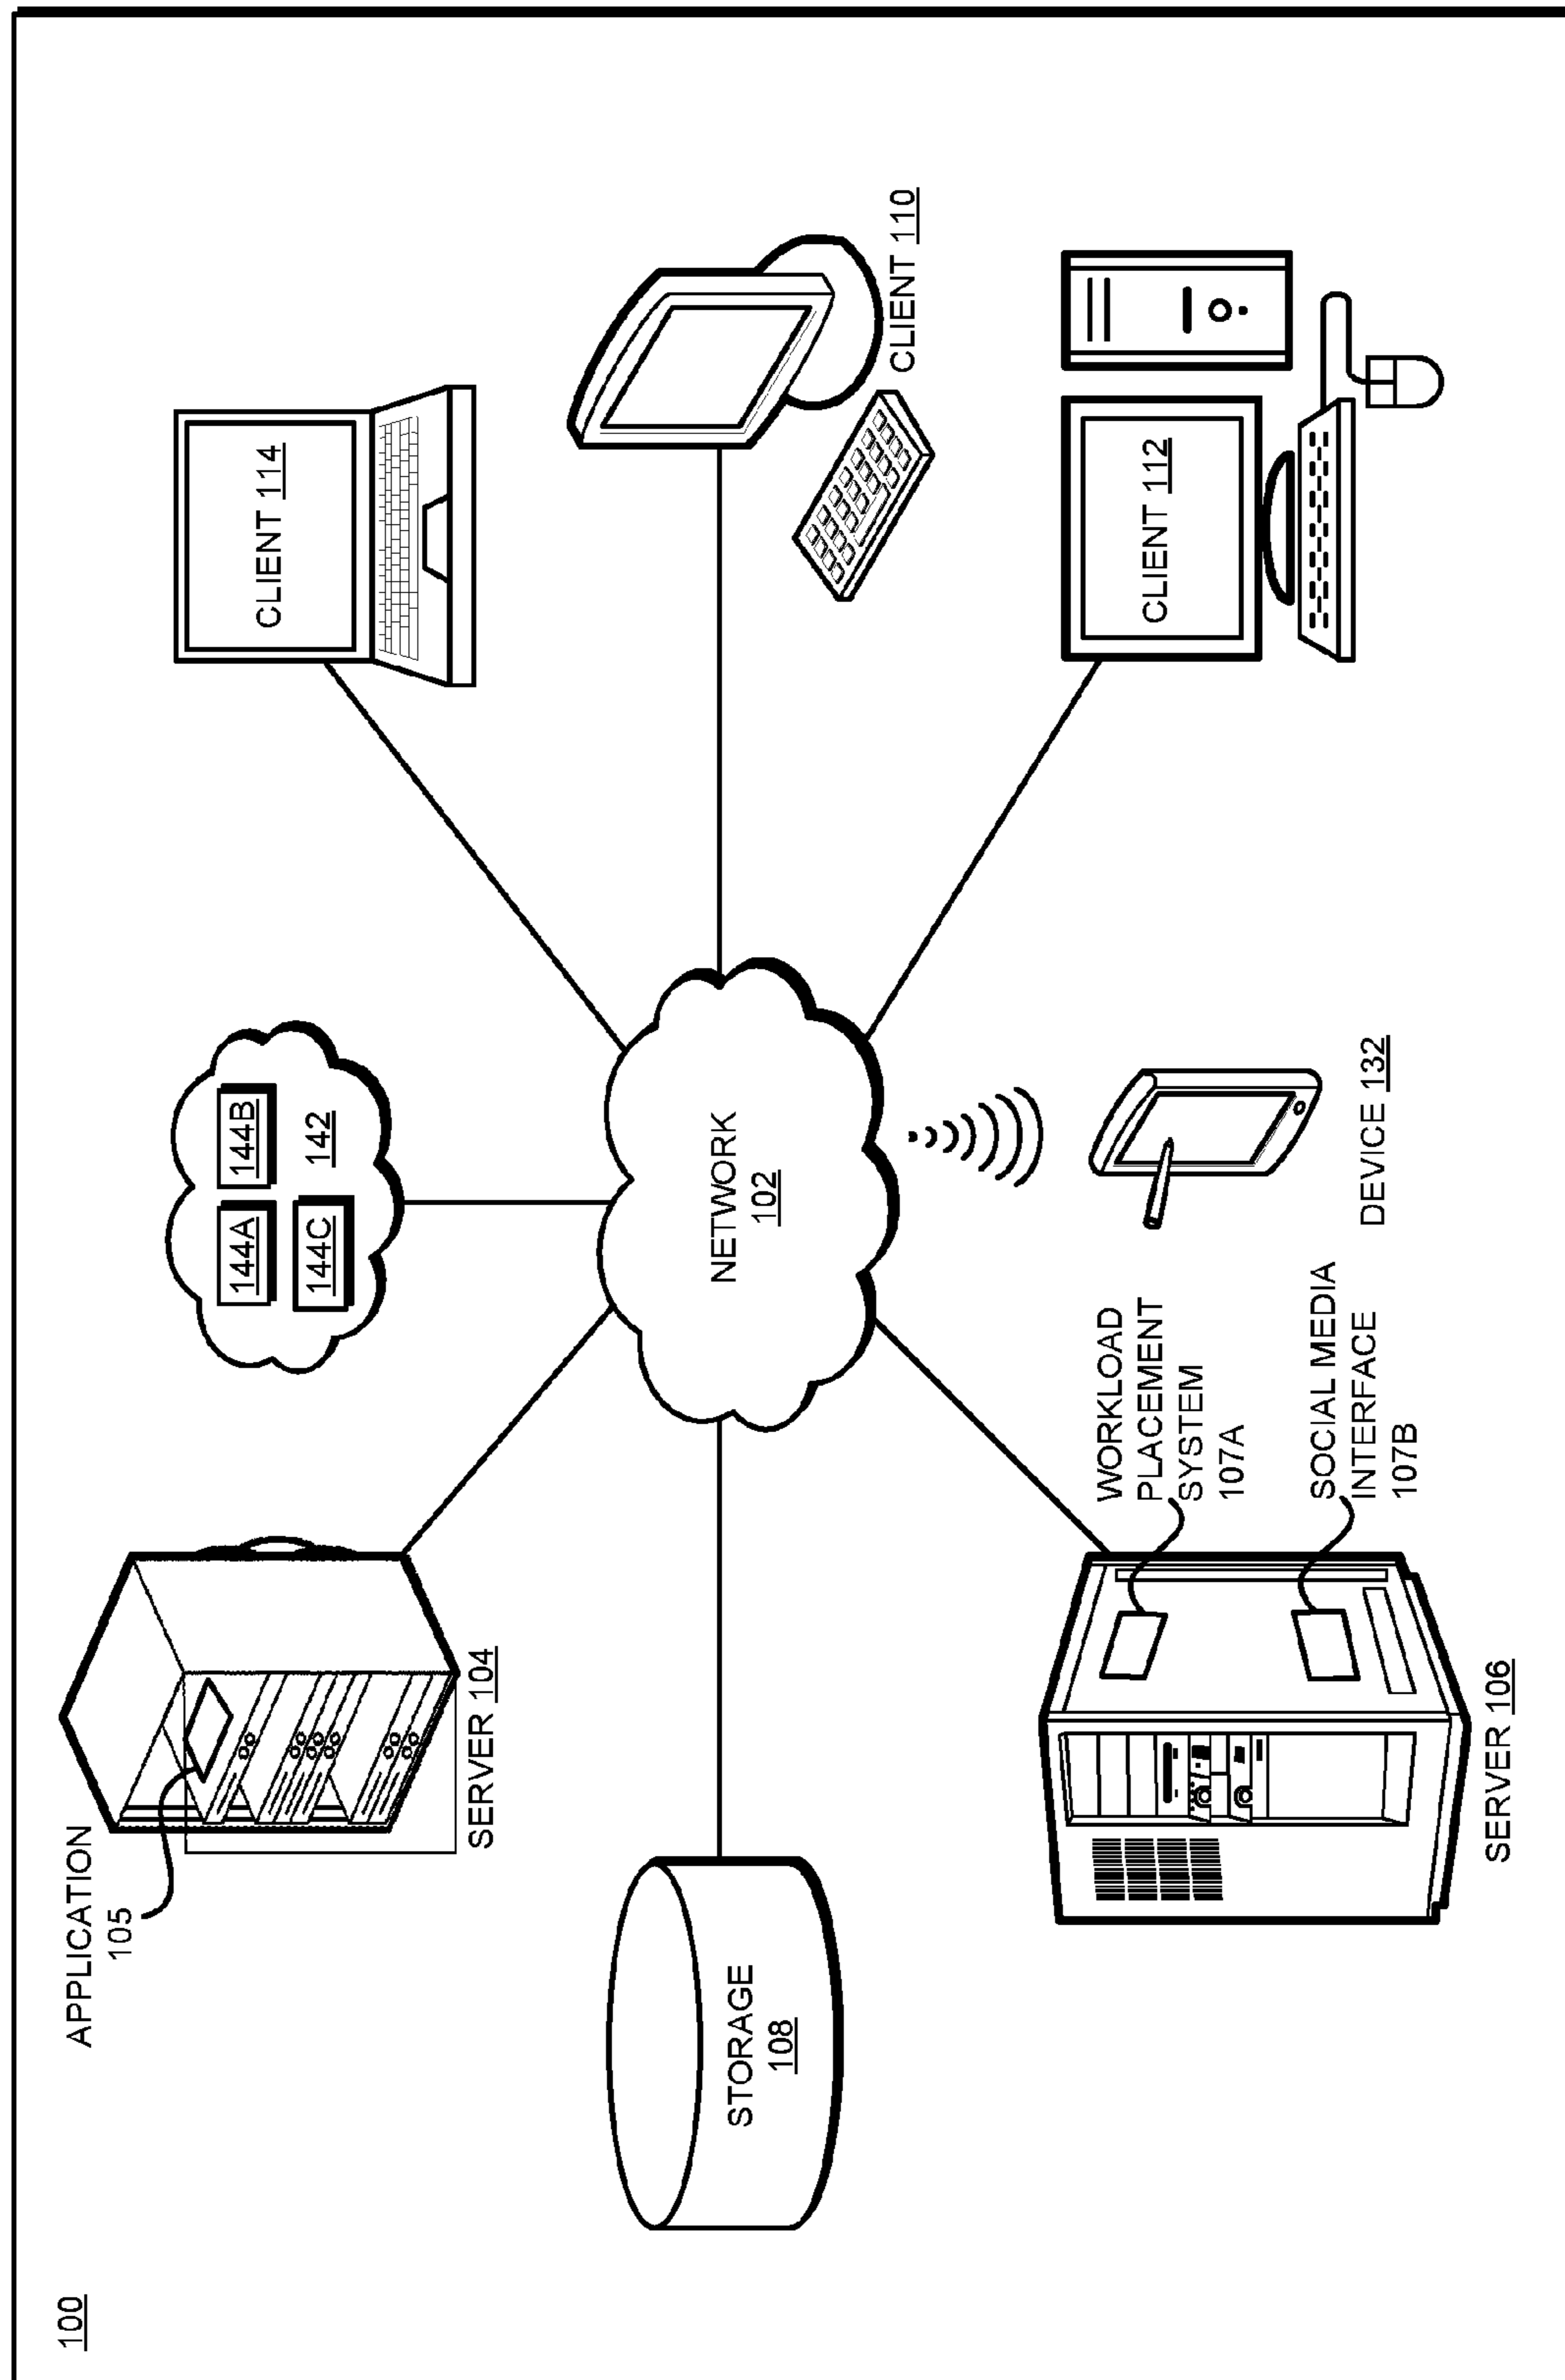 100
APPLICATION
105
SERVER 104
144A
144B
144C
142
CLIENT 114
STORAGE
108
NETWORK
102
CLIENT 110
SERVER 106
WORKLOAD
PLACEMENT
SYSTEM
107A
SOCIAL MEDIA
INTERFACE
107B
DEVICE 132
CLIENT 112